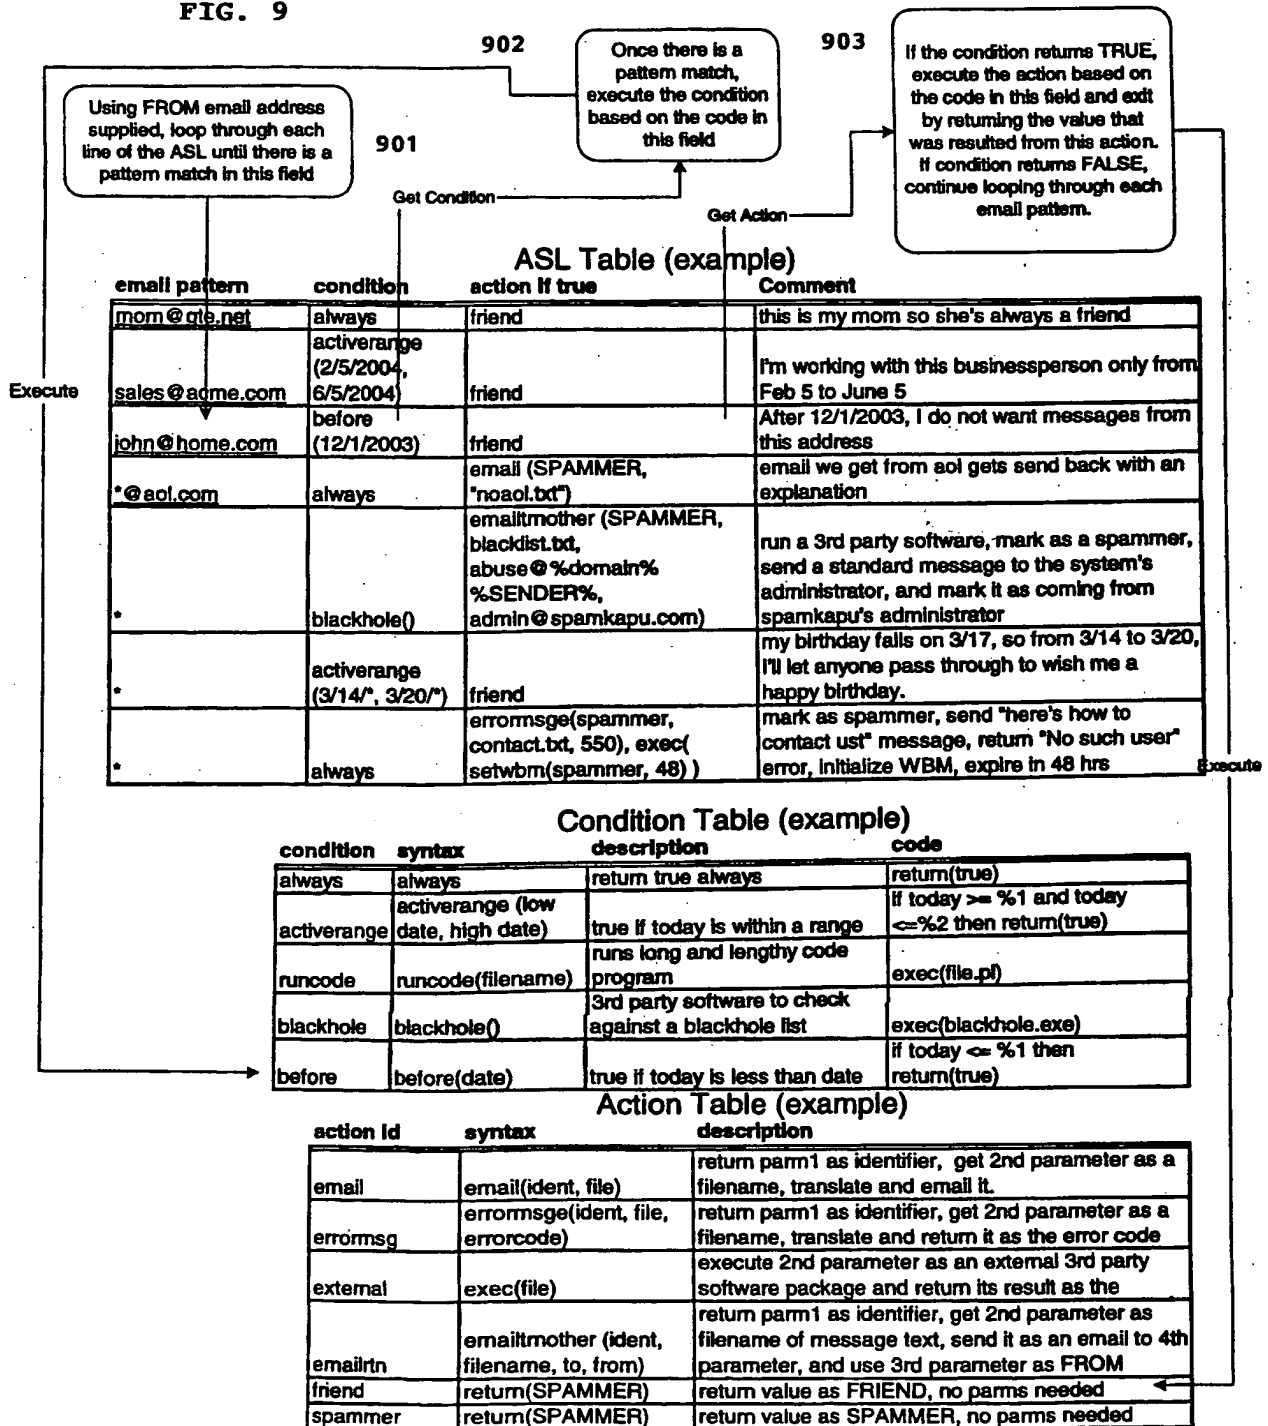 FIG. 9
902
903
901
Using FROM email address
supplied, loop through each
line of the ASL until there is a
pattern match in this field
Once there is a
pattern match,
execute the condition
based on the code in
this field
If the condition returns TRUE,
execute the action based on
the code in this field and exit
by returning the value that
was resulted from this action.
If condition returns FALSE,
continue looping through each
email pattern.
Get Condition
Get Action
Execute
Execute
ASL Table (example)
email pattern condition action if true Comment
mom@gte.net always friend this is my mom so she's always a friend
activerange
(2/5/2004, I'm working with this businessperson only from
sales@acme.com 6/5/2004) friend Feb 5 to June 5
before After 12/1/2003, I do not want messages from
john@home.com (12/1/2003) friend this address
email (SPAMMER, email we get from aol gets send back with an
*@aol.com always "noaol.txt") explanation
emailtrnother (SPAMMER,
blacklist.txt, run a 3rd party software, mark as a spammer,
abuse@%domain% send a standard message to the system's
%SENDER%, administrator, and mark it as coming from
* blackhole() admin@spamkapu.com) spamkapu's administrator
my birthday falls on 3/17, so from 3/14 to 3/20,
activerange I'll let anyone pass through to wish me a
* (3/14/*, 3/20/*) friend happy birthday.
errormsge(spammer, mark as spammer, send "here's how to
contact.txt, 550), exec( contact ust" message, return "No such user"
* always setwbm(spammer, 48) ) error, initialize WBM, expire in 48 hrs
Condition Table (example)
condition syntax description code
always always return true always return(true)
activerange (low if today >= %1 and today
activerange date, high date) true if today is within a range <=%2 then return(true)
runs long and lengthy code
runcode runcode(filename) program exec(file.pl)
3rd party software to check
blackhole blackhole() against a blackhole list exec(blackhole.exe)
if today <= %1 then
before before(date) true if today is less than date return(true)
Action Table (example)
action id syntax description
return parm1 as identifier, get 2nd parameter as a
email email(ident, file) filename, translate and email it.
errormsge(ident, file, return parm1 as identifier, get 2nd parameter as a
errormsg errorcode) filename, translate and return it as the error code
execute 2nd parameter as an external 3rd party
external exec(file) software package and return its result as the
return parm1 as identifier, get 2nd parameter as
emailtrnother (ident, filename of message text, send it as an email to 4th
emailrtn filename, to, from) parameter, and use 3rd parameter as FROM
friend return(SPAMMER) return value as FRIEND, no parms needed
spammer return(SPAMMER) return value as SPAMMER, no parms needed